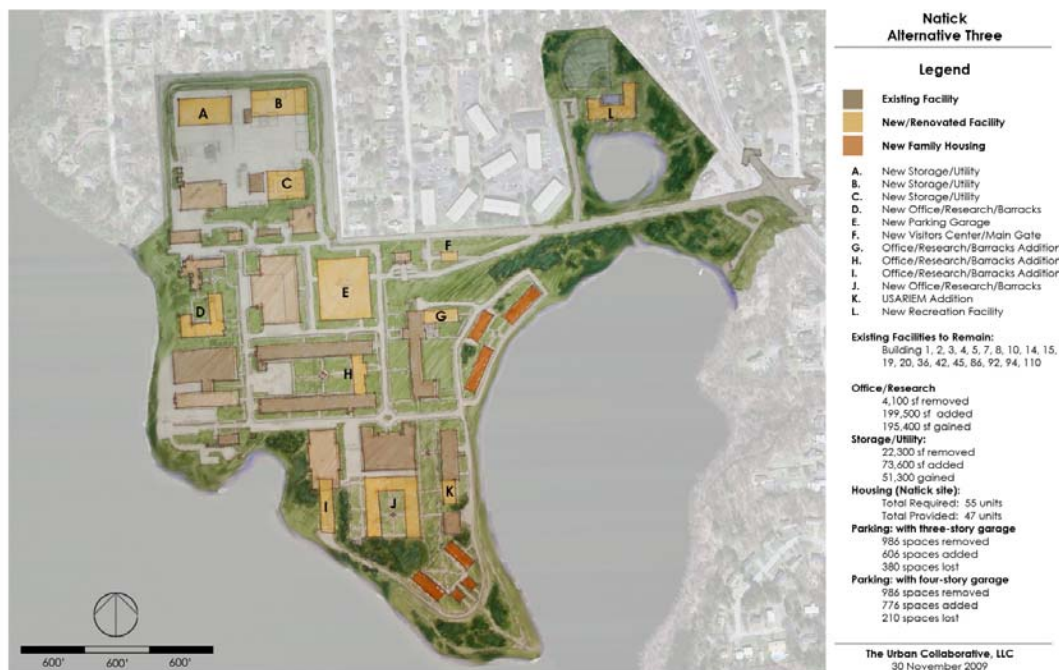 Natick
Alternative Three
Legend
Existing Facility
New/Renovated Facility
New Family Housing
A. New Storage/Utility
B. New Storage/Utility
C. New Storage/Utility
D. New Office/Research/Barracks
E. New Parking Garage
F. New Visitors Center/Main Gate
G. Office/Research/Barracks Addition
H. Office/Research/Barracks Addition
I. Office/Research/Barracks Addition
J. New Office/Research/Barracks
K. USARIEM Addition
L. New Recreation Facility
Existing Facilities to Remain:
Building 1, 2, 3, 4, 5, 7, 8, 10, 14, 15,
19, 20, 36, 42, 45, 86, 92, 94, 110
Office/Research
4,100 sf removed
199,500 sf added
195,400 sf gained
Storage/Utility:
22,300 sf removed
73,600 sf added
51,300 gained
Housing (Natick site):
Total Required: 55 units
Total Provided: 47 units
Parking: with three-story garage
986 spaces removed
606 spaces added
380 spaces lost
Parking: with four-story garage
986 spaces removed
776 spaces added
210 spaces lost
The Urban Collaborative, LLC
30 November 2009
A
B
L
C
F
E
D
G
H
K
I
J
600' 600' 600'